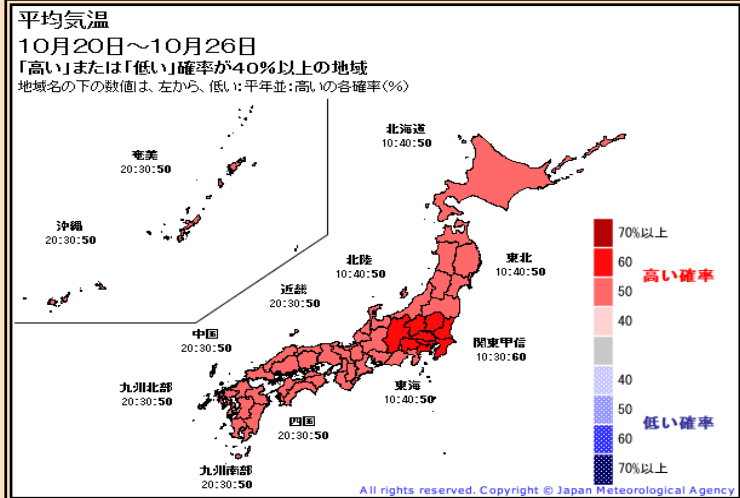 平均気温
10月20日～10月26日
「高い」または「低い」確率が40%以上の地域
地域名の下の数値は、左から、低い:平年並:高いの各確率(%)
北海道
10:40:50
奄美
20:30:50
沖縄
20:30:50
北陸
10:40:50
東北
10:40:50
近畿
20:30:50
中国
20:30:50
関東甲信
10:30:60
九州北部
20:30:50
東海
10:40:50
四国
20:30:50
九州南部
20:30:50
70%以上
60
高い確率
50
40
40
50
低い確率
60
70%以上
All rights reserved. Copyright © Japan Meteorological Agency